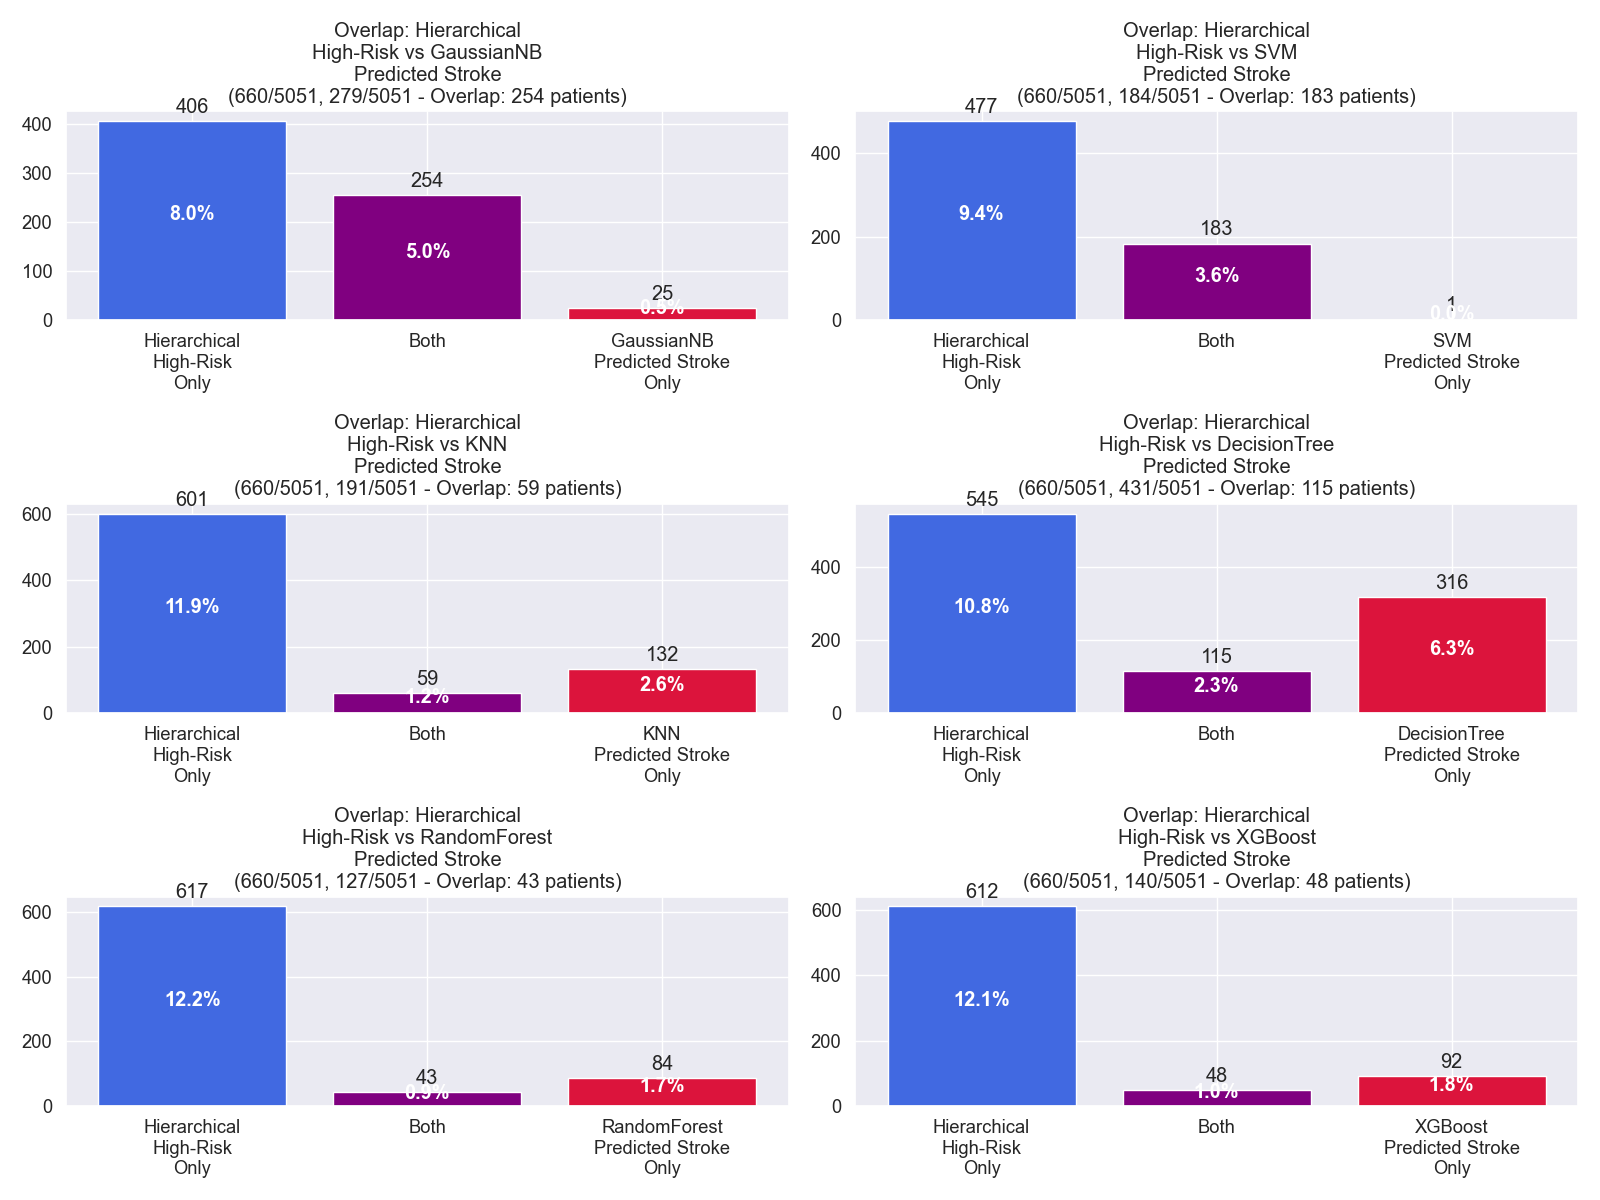 Overlap: Hierarchical
High-Risk vs GaussianNB
Predicted Stroke
(660/5051, 279/5051 - Overlap: 254 patients)
406
400
300
200
100
0
8.0%
254
5.0%
25
0.5%
Hierarchical
High-Risk
Only
Both
GaussianNB
Predicted Stroke
Only
Overlap: Hierarchical
High-Risk vs SVM
Predicted Stroke
(660/5051, 184/5051 - Overlap: 183 patients)
477
400
200
0
9.4%
183
3.6%
1
0.0%
Hierarchical
High-Risk
Only
Both
SVM
Predicted Stroke
Only
Overlap: Hierarchical
High-Risk vs KNN
Predicted Stroke
(660/5051, 191/5051 - Overlap: 59 patients)
601
600
400
200
0
11.9%
59
1.2%
132
2.6%
Hierarchical
High-Risk
Only
Both
KNN
Predicted Stroke
Only
Overlap: Hierarchical
High-Risk vs DecisionTree
Predicted Stroke
(660/5051, 431/5051 - Overlap: 115 patients)
545
400
200
0
10.8%
115
2.3%
316
6.3%
Hierarchical
High-Risk
Only
Both
DecisionTree
Predicted Stroke
Only
Overlap: Hierarchical
High-Risk vs RandomForest
Predicted Stroke
(660/5051, 127/5051 - Overlap: 43 patients)
617
600
400
200
0
12.2%
43
0.9%
84
1.7%
Hierarchical
High-Risk
Only
Both
RandomForest
Predicted Stroke
Only
Overlap: Hierarchical
High-Risk vs XGBoost
Predicted Stroke
(660/5051, 140/5051 - Overlap: 48 patients)
612
600
400
200
0
12.1%
48
1.0%
92
1.8%
Hierarchical
High-Risk
Only
Both
XGBoost
Predicted Stroke
Only